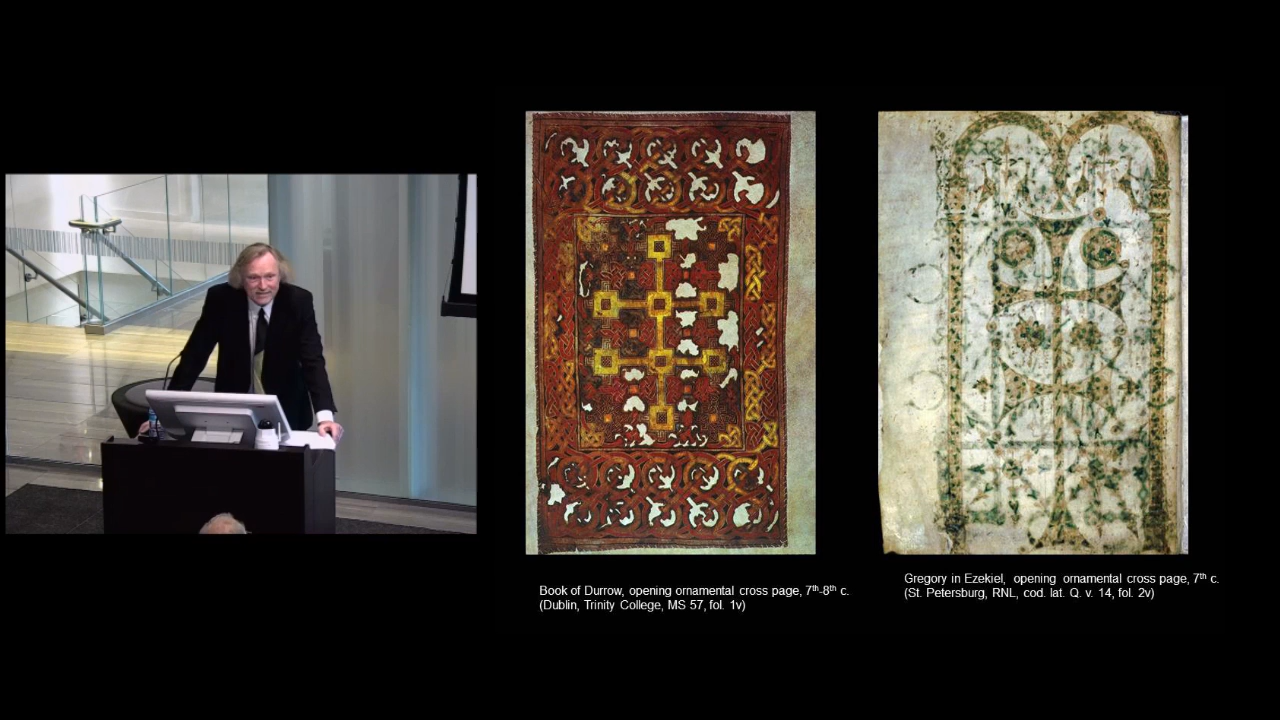 Book of Durrow, opening ornamental cross page, 7th-8th c.
(Dublin, Trinity College, MS 57, fol. 1v)
Gregory in Ezekiel, opening ornamental cross page, 7th c.
(St. Petersburg, RNL, cod. lat. Q. v. 14, fol. 2v)